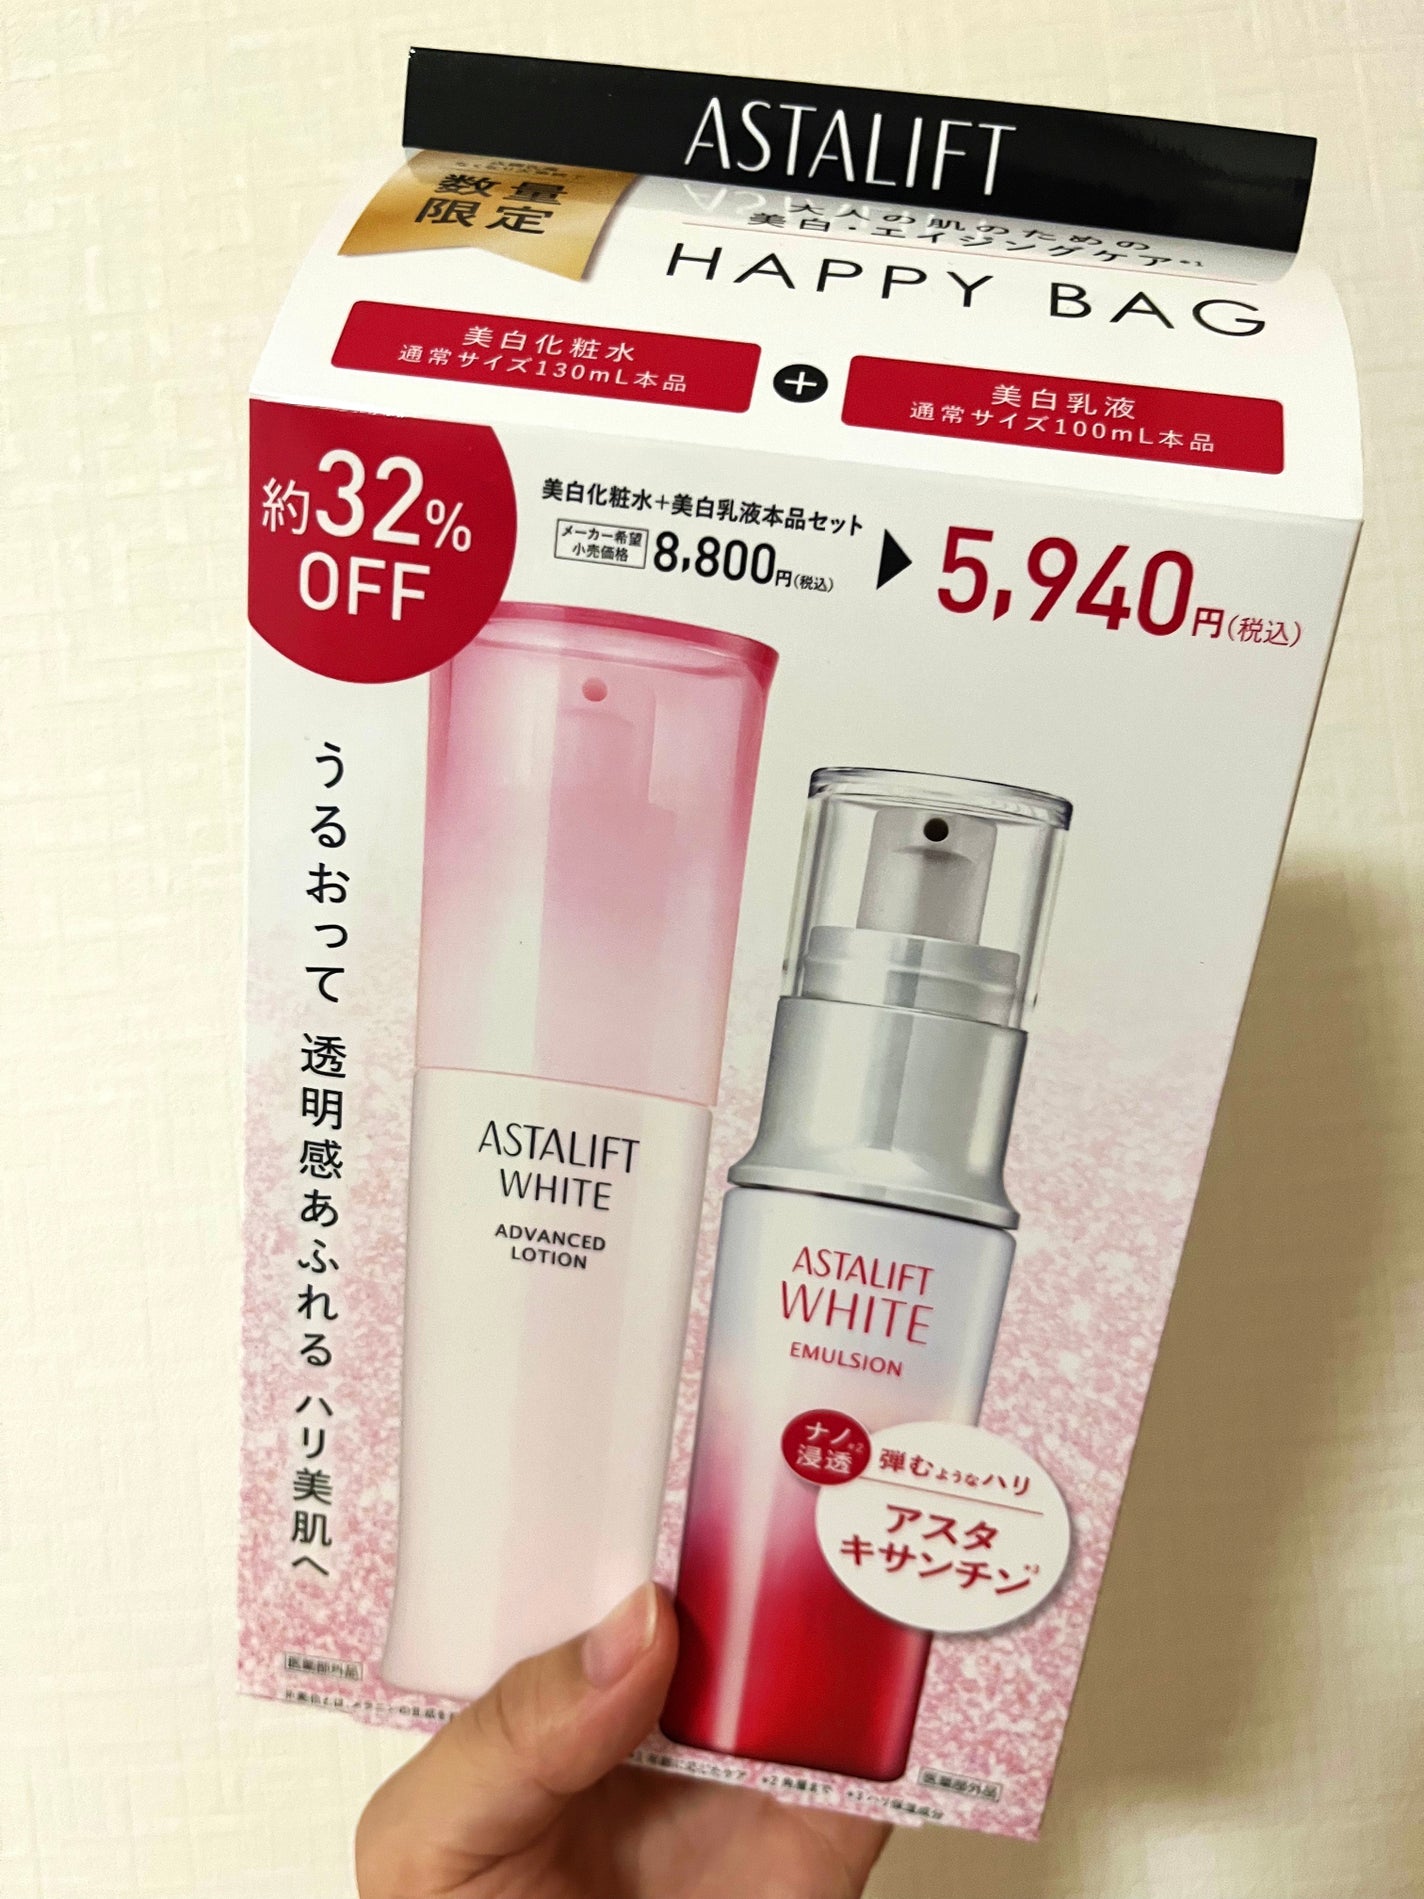 ASTALIFT
数量
限定
大人の肌のための
美白・エイジングケア*1
HAPPY BAG
美白化粧水
通常サイズ130mL本品
+
美白乳液
通常サイズ100mL本品
約32%
OFF
美白化粧水+美白乳液本品セット
メーカー希望
小売価格
8,800円(税込)
5,940円(税込)
うるおって 透明感あふれる ハリ美肌へ
ASTALIFT
WHITE
ADVANCED
LOTION
ASTALIFT
WHITE
EMULSION
ナノ*2
浸透
弾むようなハリ
アスタ
キサンチン*3
医薬部外品
医薬部外品